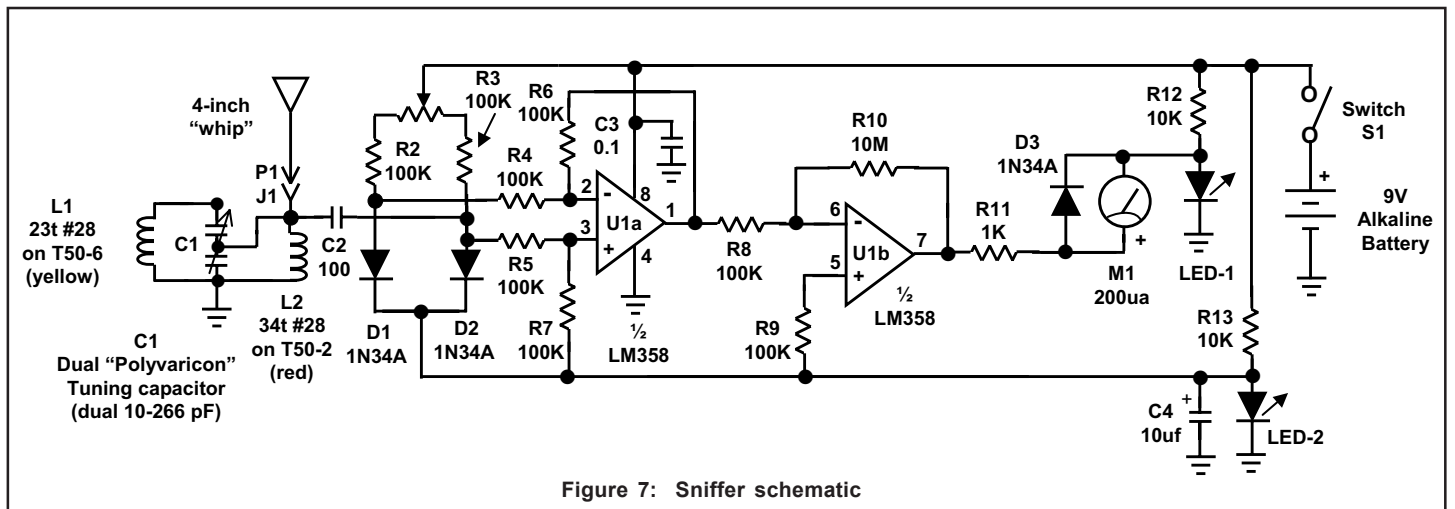 4-inch
“whip”
P1
J1
L1
23t #28
on T50-6
(yellow)
C1
C2
100
L2
34t #28
on T50-2
(red)
C1
Dual “Polyvaricon”
Tuning capacitor
(dual 10-266 pF)
R3
100K
R2
100K
D1
1N34A
D2
1N34A
R4
100K
R5
100K
R6
100K
R7
100K
C3
0.1
2
-
3
+
8
U1a
1
4
½
LM358
R8
100K
R9
100K
R10
10M
6
-
5
+
U1b
7
½
LM358
R11
1K
D3
1N34A
+
M1
200ua
R12
10K
LED-1
Switch
S1
+
9V
Alkaline
Battery
R13
10K
+
C4
10uf
LED-2
Figure 7: Sniffer schematic